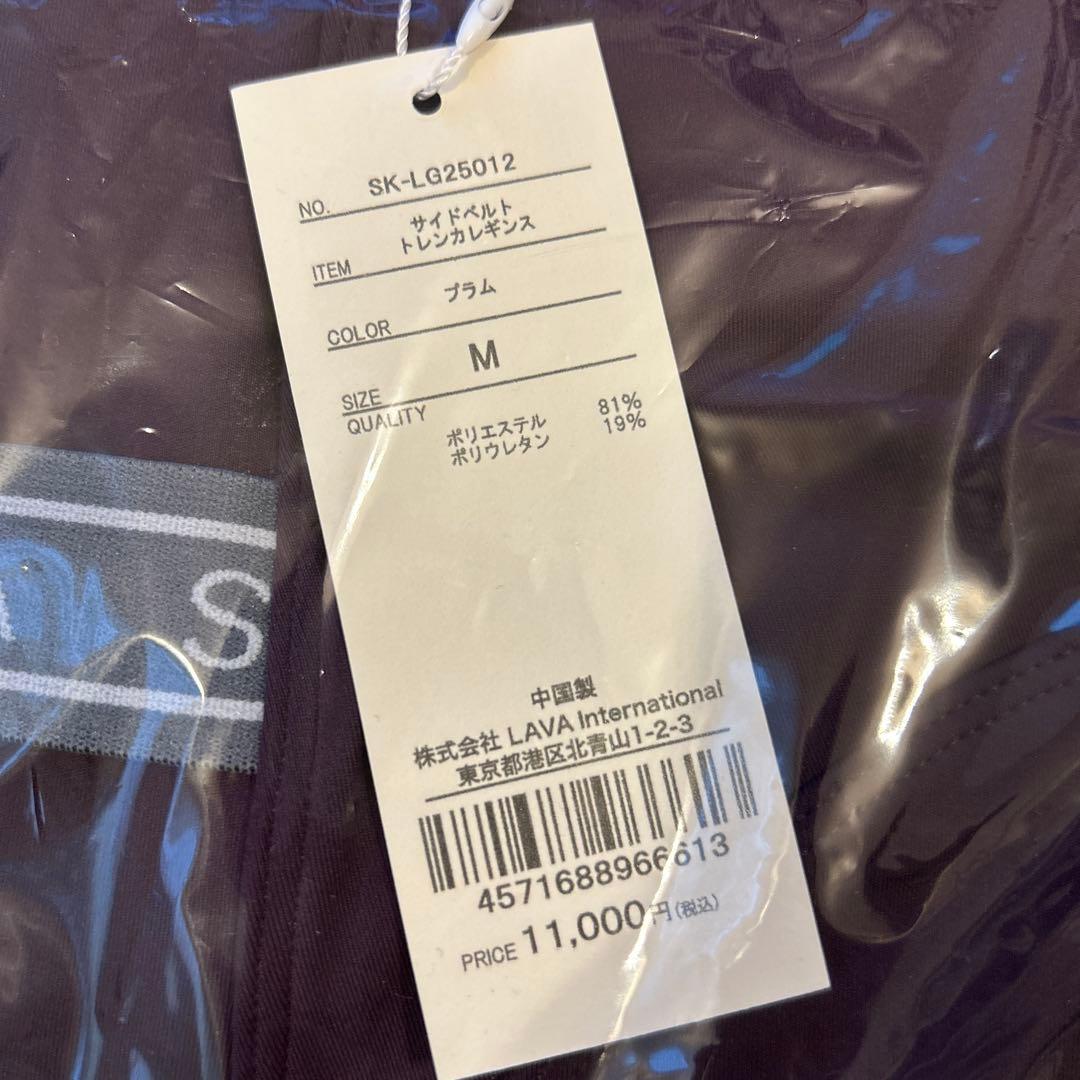 NO. SK-LG25012
サイドベルト
トレンカレギンス
ITEM
プラム
COLOR
M
SIZE
QUALITY
ポリエステル 81%
ポリウレタン 19%
中国製
株式会社 LAVA International
東京都港区北青山1-2-3
4571688966613
PRICE 11,000円(税込)
S